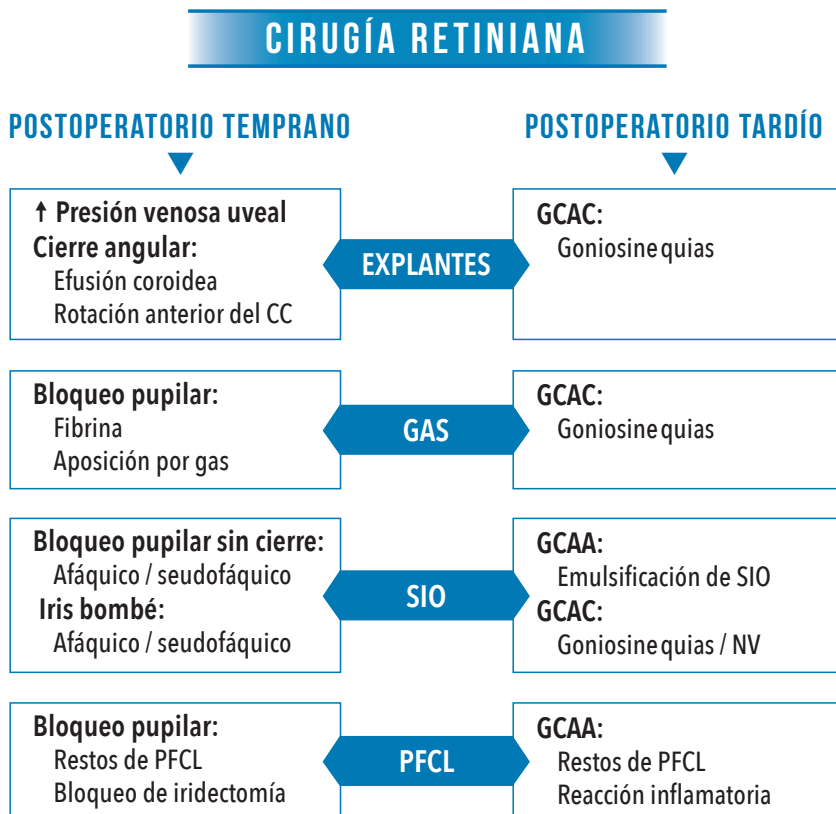 CIRUGÍA RETINIANA
POSTOPERATORIO TEMPRANO
POSTOPERATORIO TARDÍO
↑ Presión venosa uveal
Cierre angular:
Efusión coroidea
Rotación anterior del CC
EXPLANTES
GCAC:
Goniosinequias
Bloqueo pupilar:
Fibrina
Aposición por gas
GAS
GCAC:
Goniosinequias
Bloqueo pupilar sin cierre:
Afáquico / seudofáquico
Iris bombé:
Afáquico / seudofáquico
SIO
GCAA:
Emulsificación de SIO
GCAC:
Goniosinequias / NV
Bloqueo pupilar:
Restos de PFCL
Bloqueo de iridectomía
PFCL
GCAA:
Restos de PFCL
Reacción inflamatoria